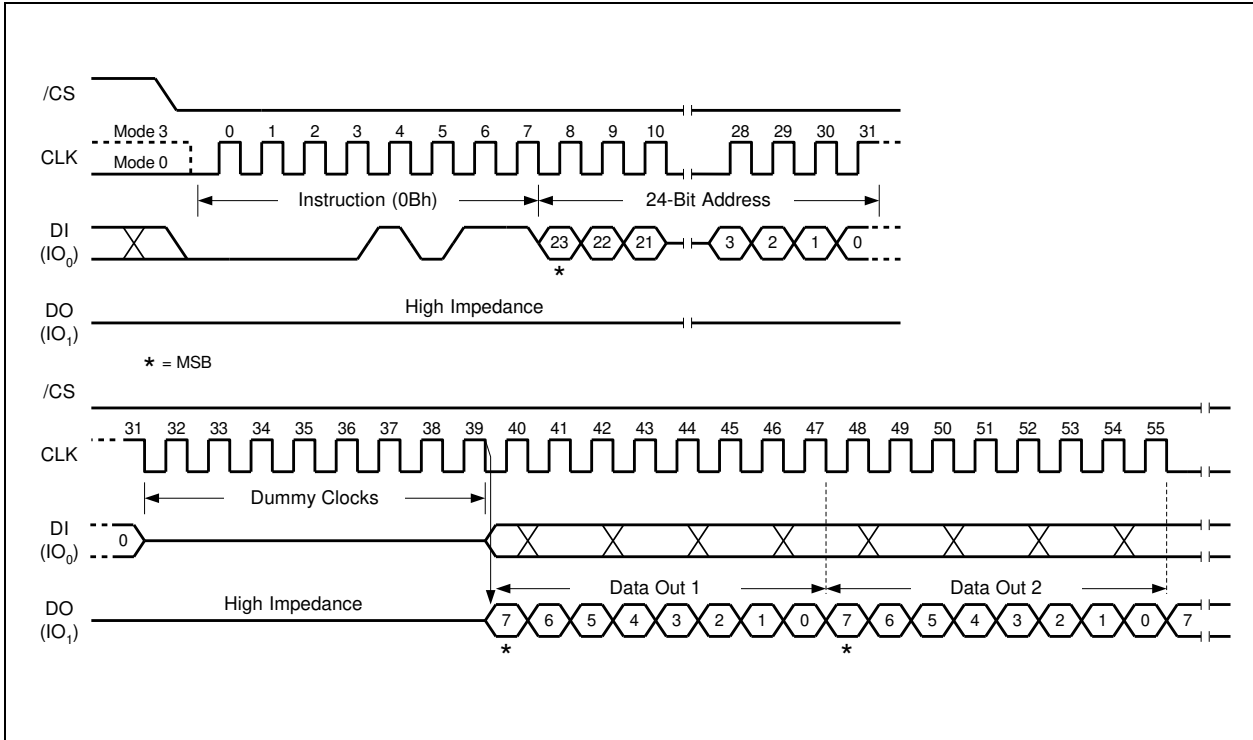 /CS
Mode 3 0 1 2 3 4 5 6 7 8 9 10 28 29 30 31
CLK
Mode 0
Instruction (0Bh) 24-Bit Address
DI
(IO0) 23 22 21 3 2 1 0
*
DO High Impedance
(IO1)
* = MSB
/CS
31 32 33 34 35 36 37 38 39 40 41 42 43 44 45 46 47 48 49 50 51 52 53 54 55
CLK
Dummy Clocks
DI
(IO0) 0
Data Out 1 Data Out 2
DO High Impedance
(IO1) 7 6 5 4 3 2 1 0 7 6 5 4 3 2 1 0 7
* *